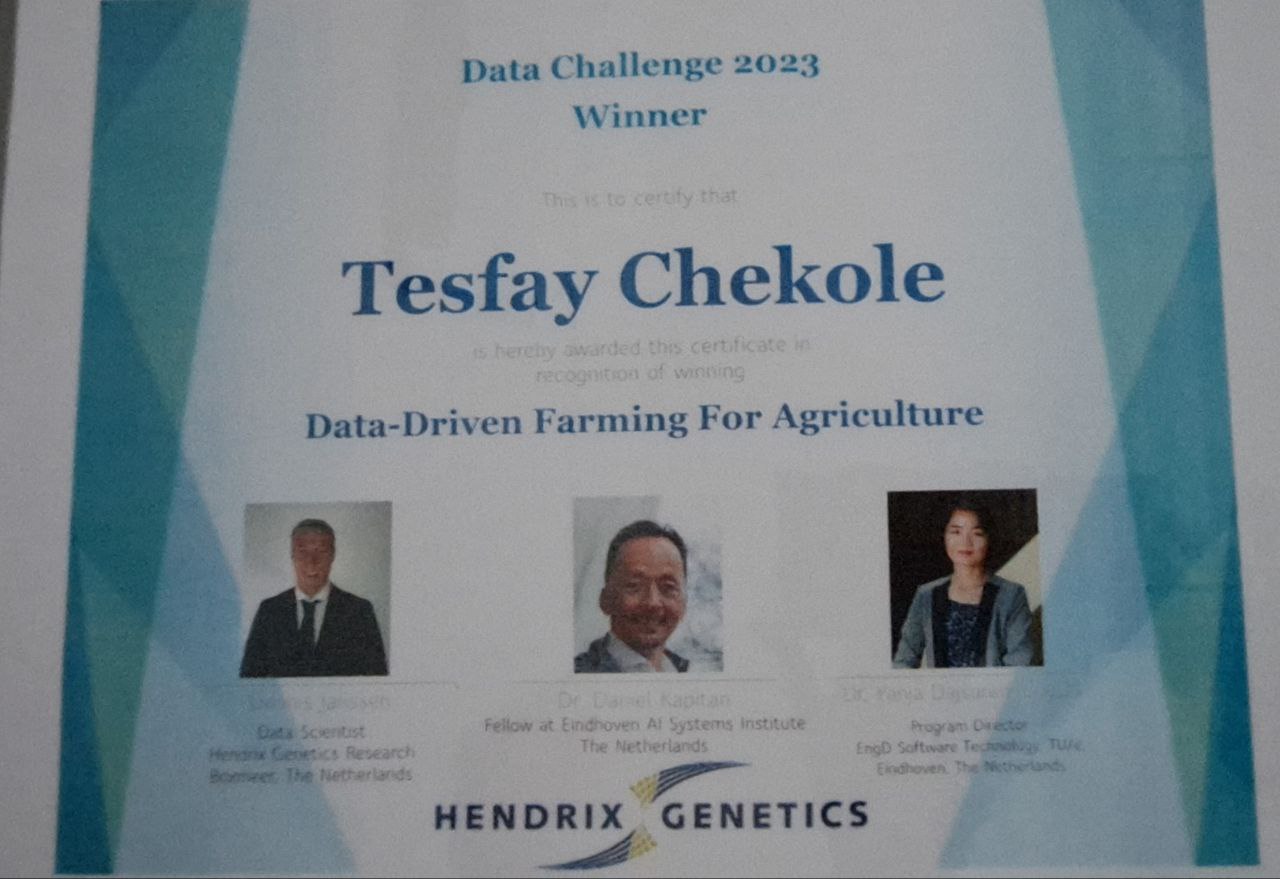 Data Challenge 2023
Winner
This is to certify that
Tesfay Chekole
is hereby awarded this certificate in
recognition of winning
Data-Driven Farming For Agriculture
Janssen
Data Scientist
Hendrix Genetics Research
The Netherlands
Dr. Daniel Kapitan
Fellow at Eindhoven AI Systems Institute
The Netherlands
Dr.
Program Director
EngD Software Technology, TU/e,
Eindhoven, The Netherlands
HENDRIX GENETICS